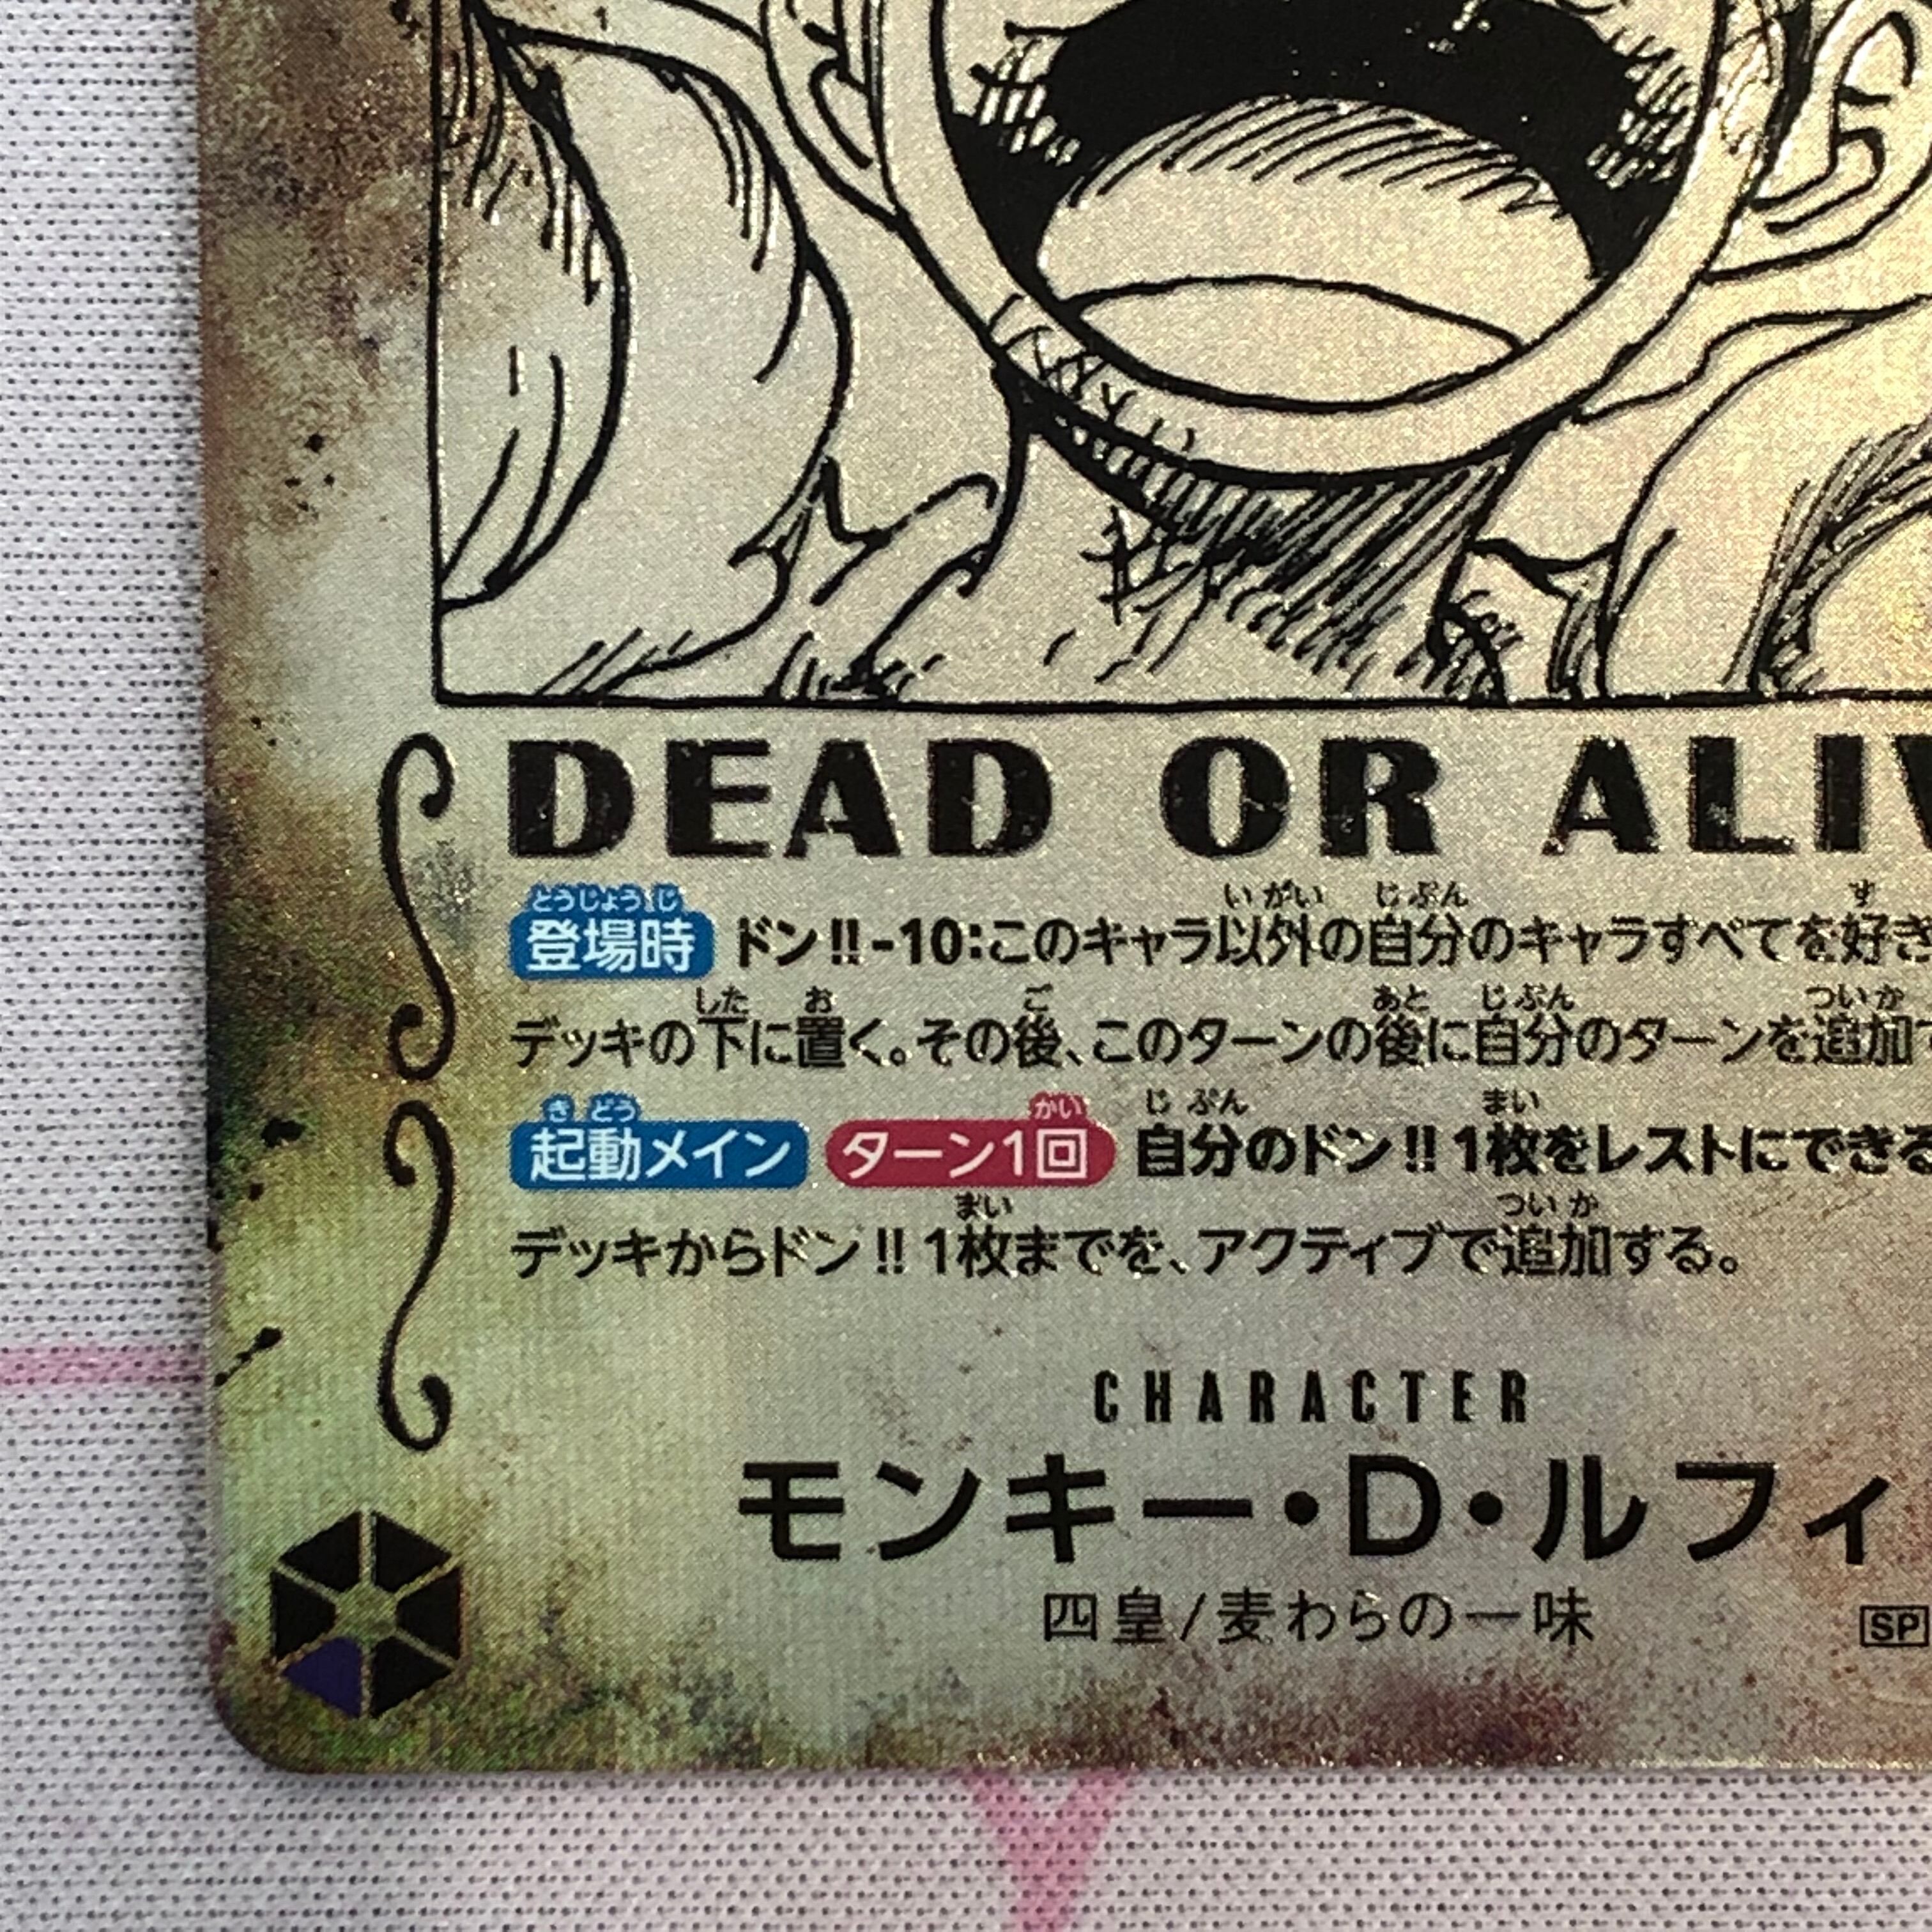 DEAD OR ALIV
とうじょうじ いがい じぶん す
登場時 ドン!!-10:このキャラ以外の自分のキャラすべてを好き
した お ご あと じぶん ついか
デッキの下に置く。その後、このターンの後に自分のターンを追加
きどう かい じぶん まい
起動メイン ターン1回 自分のドン!!1枚をレストにできる
まい ついか
デッキからドン!!1枚までを、アクティブで追加する。
CHARACTER
モンキー・D・ルフィ
四皇/麦わらの一味
SP